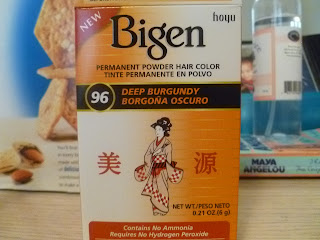 NEW
hoyu
Bigen
PERMANENT POWDER HAIR COLOR
TINTE PERMANENTE EN POLVO
96
DEEP BURGUNDY
BORGOÑA OSCURO
美 源
NET WT./PESO NETO
0.21 OZ. (6 g)
Contains No Ammonia
Requires No Hydrogen Peroxide
MAYA
ANGELOU